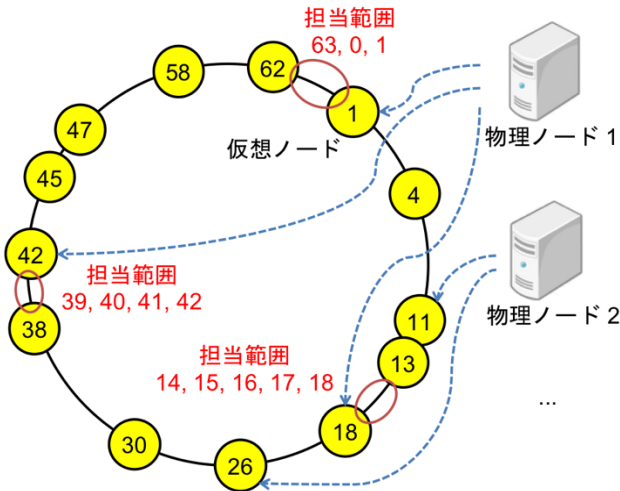 担当範囲
63, 0, 1
62
58
1
物理ノード 1
47
仮想ノード
45
4
42
担当範囲
39, 40, 41, 42
38
11
物理ノード 2
担当範囲
14, 15, 16, 17, 18
13
...
18
30
26